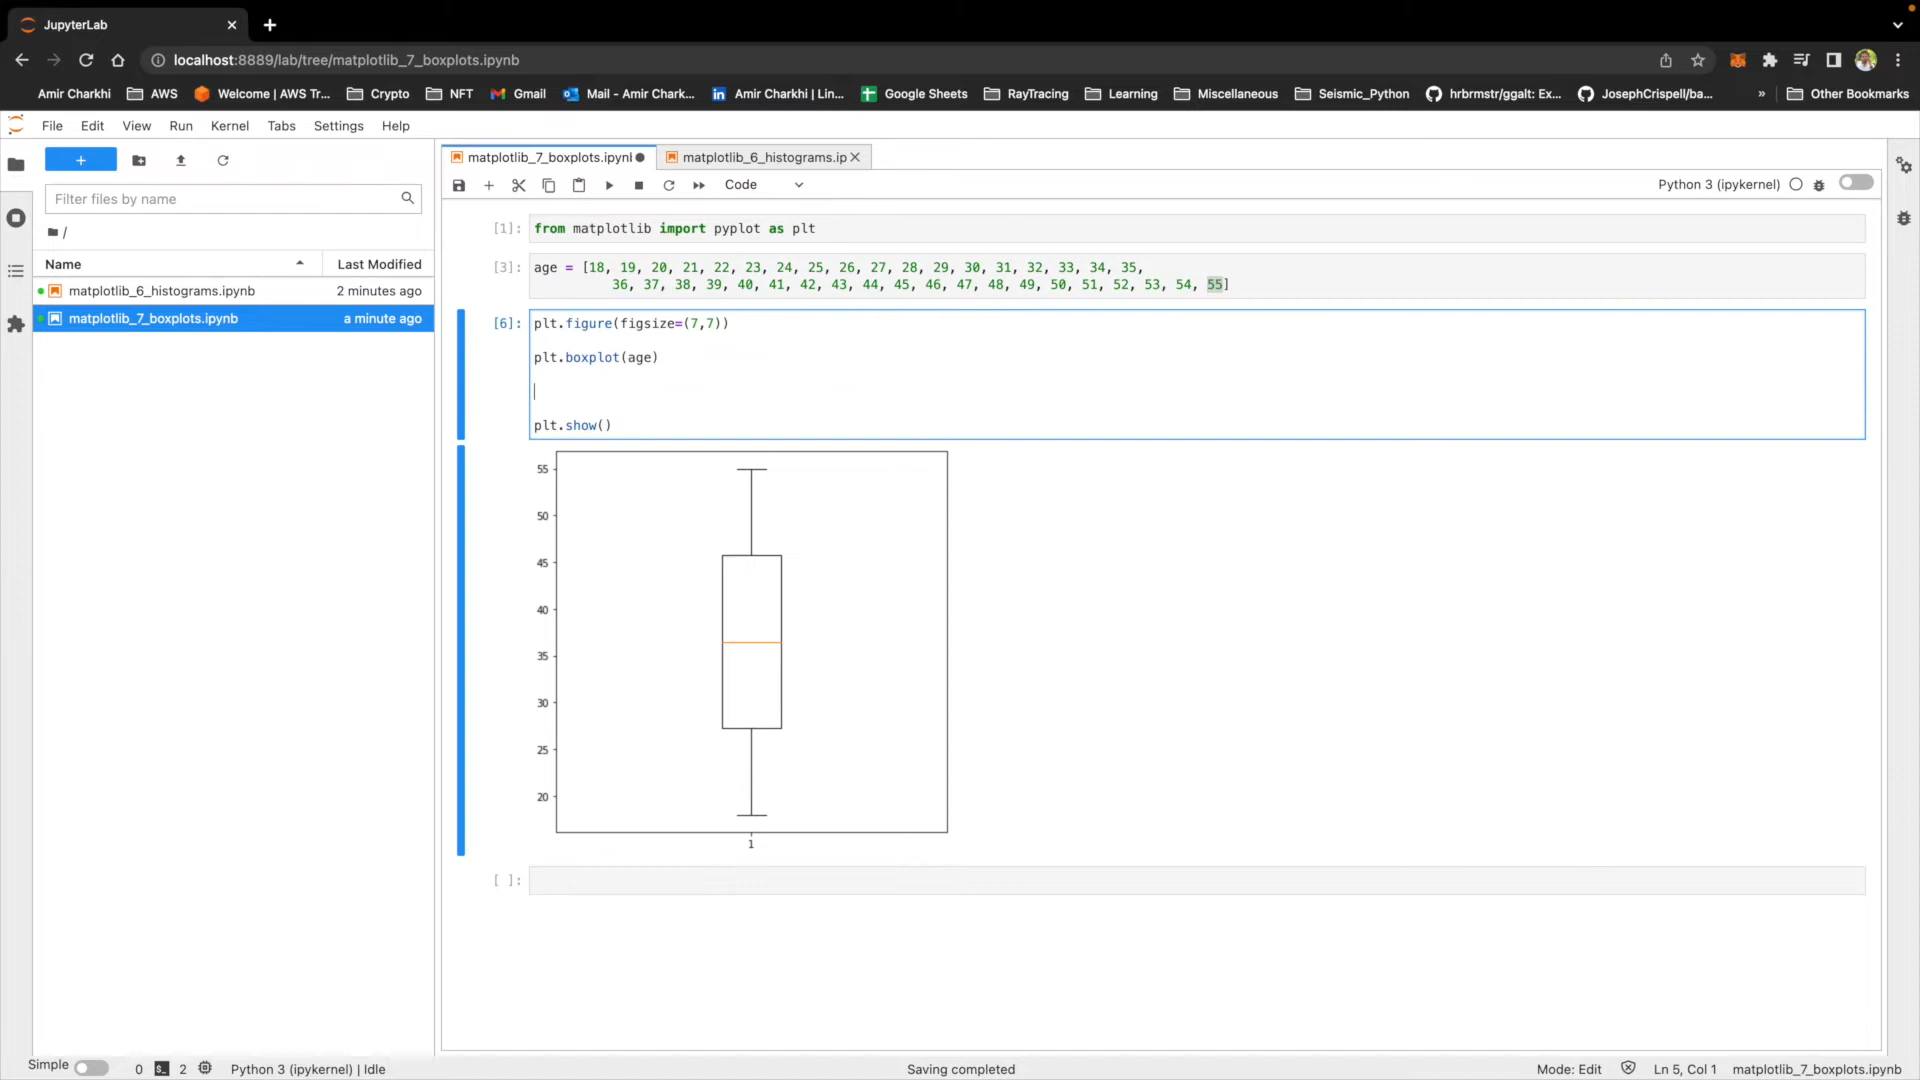 JupyterLab
localhost:8889/lab/tree/matplotlib_7_boxplots.ipynb
Amir Charkhi AWS Welcome | AWS Tr... Crypto NFT Gmail Mail - Amir Chark... Amir Charkhi | Lin... Google Sheets RayTracing Learning Miscellaneous Seismic_Python hrbrmstr/ggalt: Ex... JosephCrispell/ba... » Other Bookmarks
File Edit View Run Kernel Tabs Settings Help
matplotlib_7_boxplots.ipynl matplotlib_6_histograms.ip
Code Python 3 (ipykernel)
Filter files by name
/
Name Last Modified
matplotlib_6_histograms.ipynb 2 minutes ago
matplotlib_7_boxplots.ipynb a minute ago
[1]: from matplotlib import pyplot as plt
[3]: age = [18, 19, 20, 21, 22, 23, 24, 25, 26, 27, 28, 29, 30, 31, 32, 33, 34, 35,
36, 37, 38, 39, 40, 41, 42, 43, 44, 45, 46, 47, 48, 49, 50, 51, 52, 53, 54, 55]
[6]: plt.figure(figsize=(7,7))
plt.boxplot(age)
plt.show()
55
50
45
40
35
30
25
20
1
[ ]:
Simple 0 2 Python 3 (ipykernel) | Idle Saving completed Mode: Edit Ln 5, Col 1 matplotlib_7_boxplots.ipynb